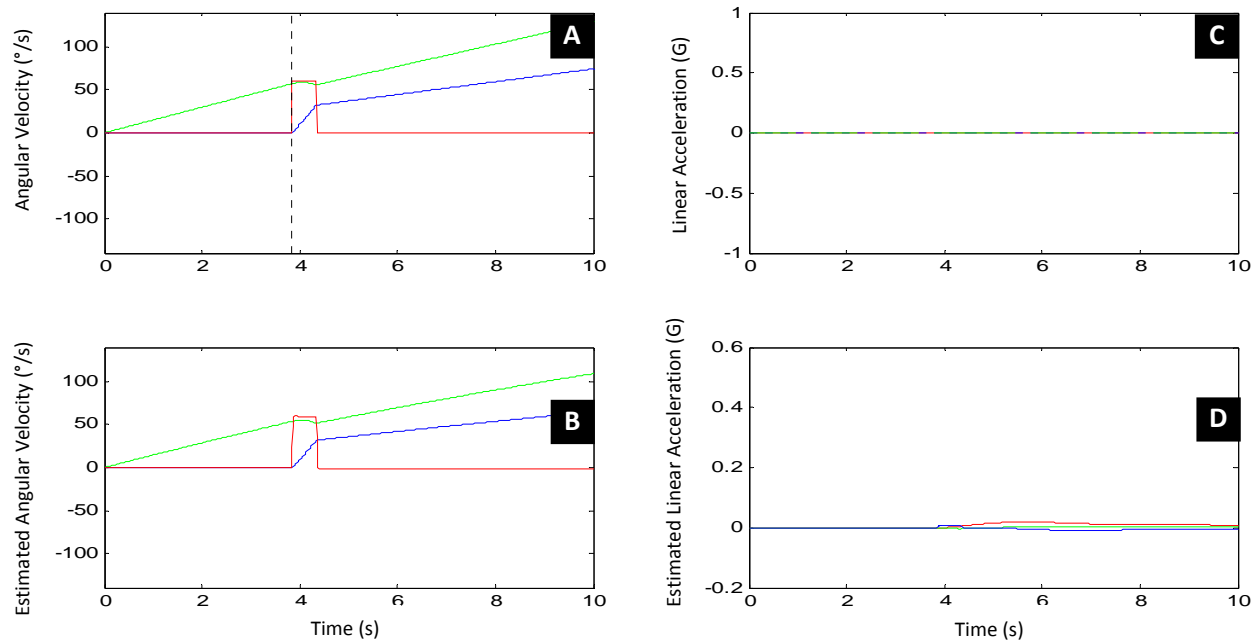 A
Angular Velocity (°/s)
100
50
0
-50
-100
0 2 4 6 8 10
C
Linear Acceleration (G)
1
0.5
0
-0.5
-1
0 2 4 6 8 10
B
Estimated Angular Velocity (°/s)
100
50
0
-50
-100
0 2 4 6 8 10
Time (s)
D
Estimated Linear Acceleration (G)
0.6
0.4
0.2
0
-0.2
0 2 4 6 8 10
Time (s)